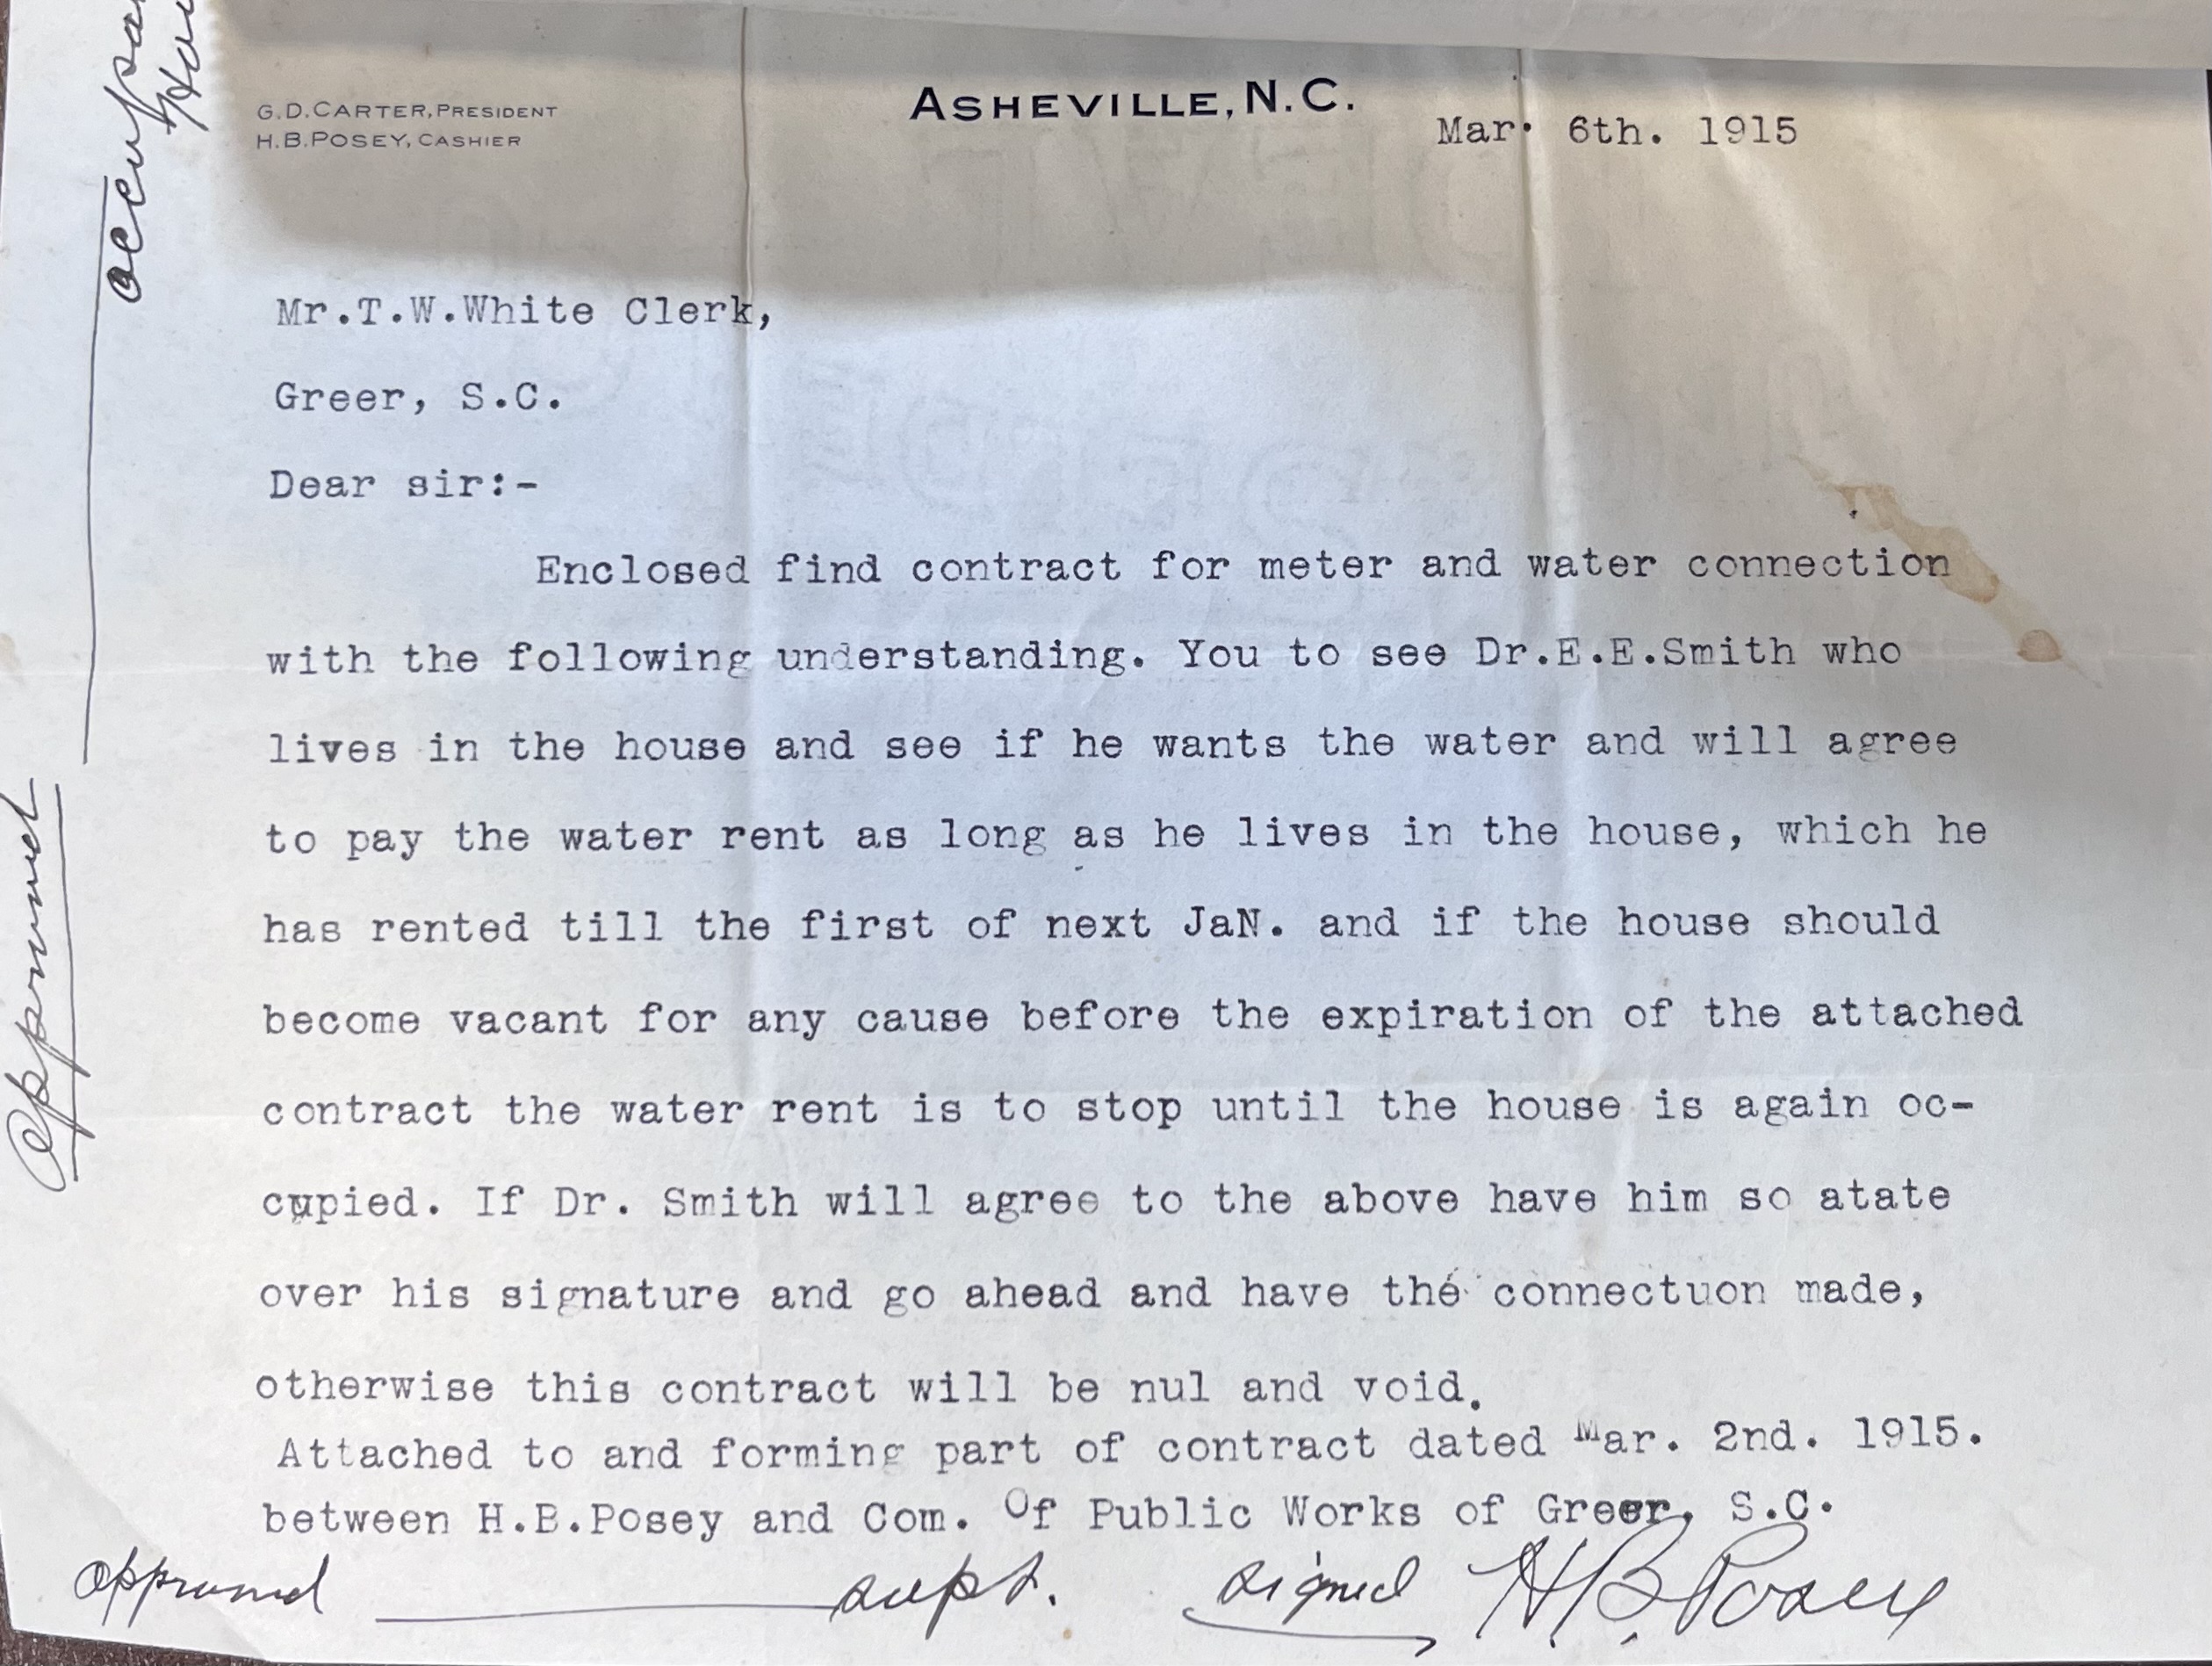 G.D.CARTER, PRESIDENT
H.B.POSEY, CASHIER
ASHEVILLE, N.C.
Mar. 6th. 1915
Mr.T.W.White Clerk,
Greer, S.C.
Dear sir:-
Enclosed find contract for meter and water connection
with the following understanding. You to see Dr.E.E.Smith who
lives in the house and see if he wants the water and will agree
to pay the water rent as long as he lives in the house, which he
has rented till the first of next JaN. and if the house should
become vacant for any cause before the expiration of the attached
contract the water rent is to stop until the house is again oc-
cupied. If Dr. Smith will agree to the above have him so atate
over his signature and go ahead and have the connectuon made,
otherwise this contract will be nul and void.
Attached to and forming part of contract dated Mar. 2nd. 1915.
between H.B.Posey and Com. Of Public Works of Greer, S.C.
approved supt. signed H.B. Posey
Approved